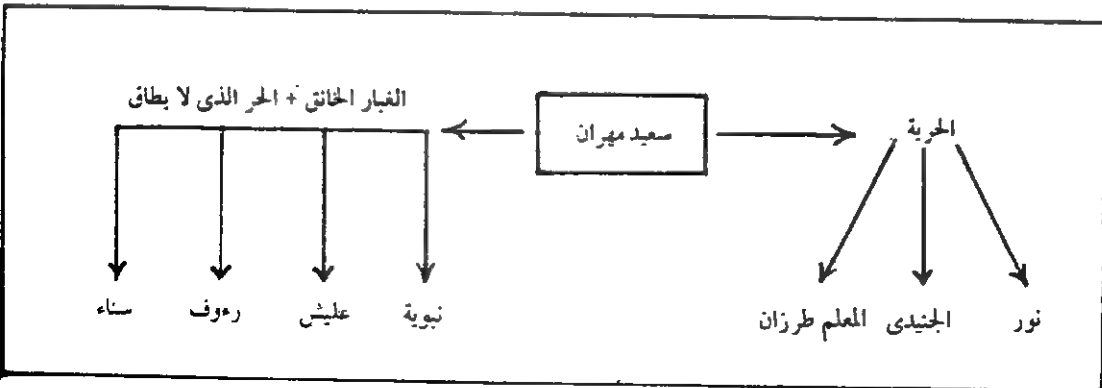 الغبار الخانق + الحر الذى لا يطاق
سعيد مهران
الحرية
نور
الجنيدى
المعلم طرزان
نبوية
عليش
رءوف
سناء